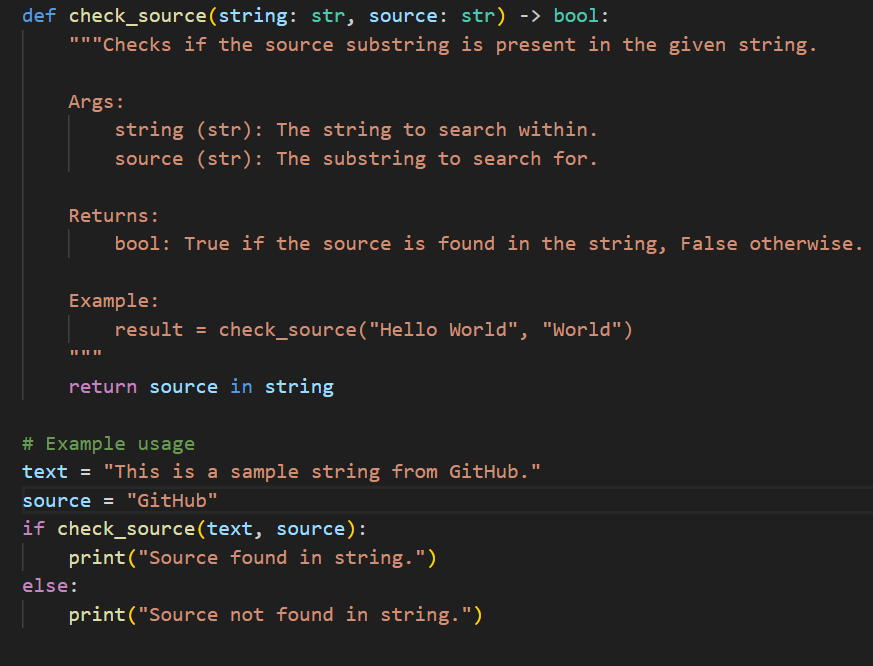 def check_source(string: str, source: str) -> bool:
    """Checks if the source substring is present in the given string.

    Args:
        string (str): The string to search within.
        source (str): The substring to search for.

    Returns:
        bool: True if the source is found in the string, False otherwise.

    Example:
        result = check_source("Hello World", "World")
    """
    return source in string

# Example usage
text = "This is a sample string from GitHub."
source = "GitHub"
if check_source(text, source):
    print("Source found in string.")
else:
    print("Source not found in string.")